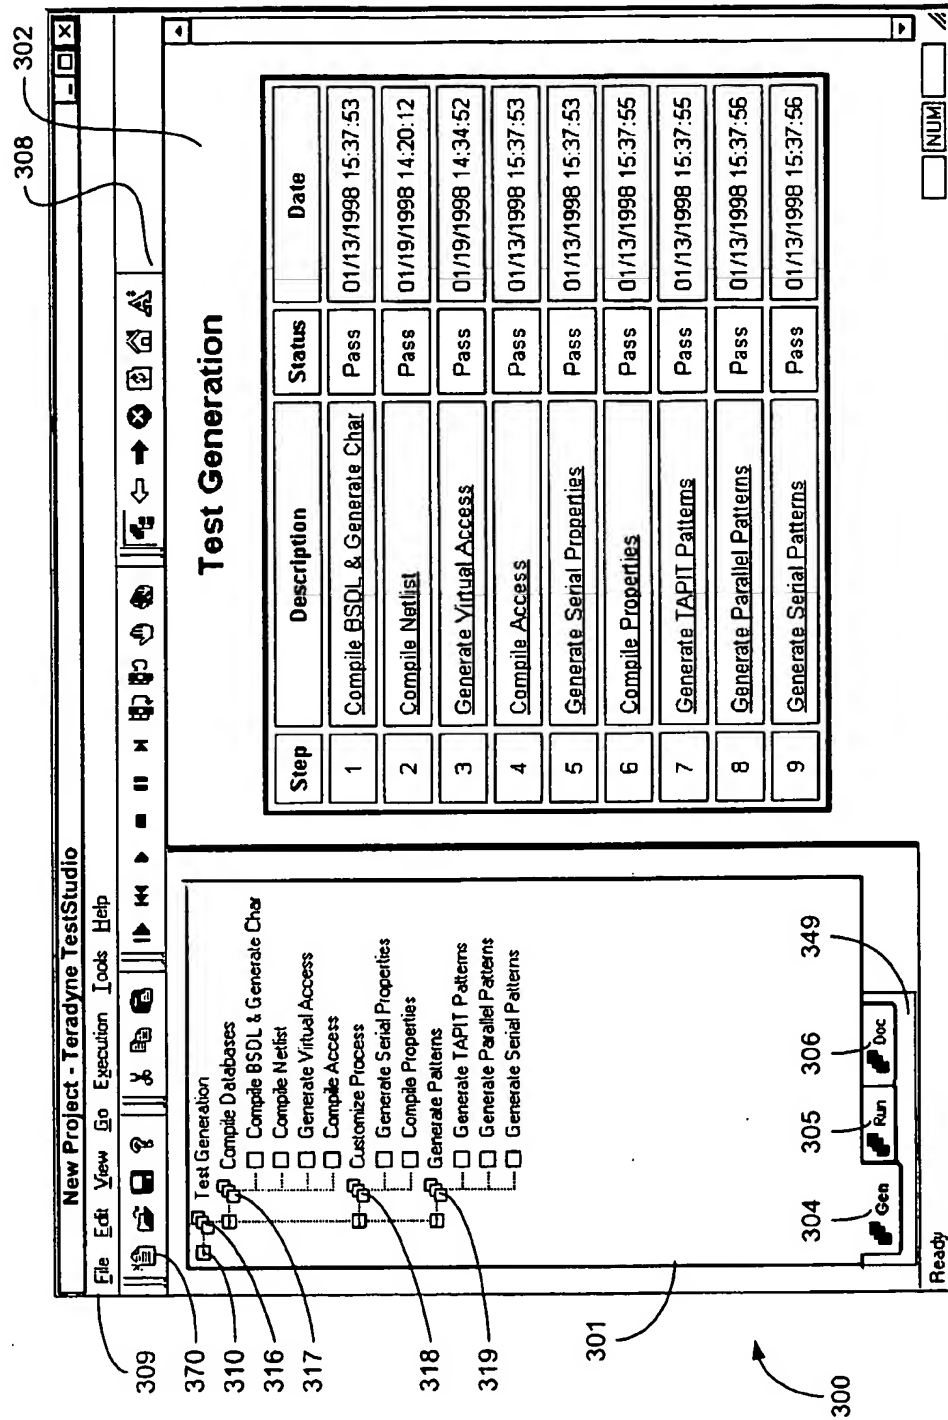 302
308
New Project - Teradyne TestStudio
File Edit View Go Execution Tools Help
309
370
310
316
317
318
319
301
300
Test Generation
Compile Databases
Compile BSDL & Generate Char
Compile Netlist
Generate Virtual Access
Compile Access
Customize Process
Generate Serial Properties
Compile Properties
Generate Patterns
Generate TAPIT Patterns
Generate Parallel Patterns
Generate Serial Patterns
304
305
306
349
Gen Run Doc
Test Generation
Step Description Status Date
1 Compile BSDL & Generate Char Pass 01/13/1998 15:37:53
2 Compile Netlist Pass 01/19/1998 14:20:12
3 Generate Virtual Access Pass 01/19/1998 14:34:52
4 Compile Access Pass 01/13/1998 15:37:53
5 Generate Serial Properties Pass 01/13/1998 15:37:53
6 Compile Properties Pass 01/13/1998 15:37:55
7 Generate TAPIT Patterns Pass 01/13/1998 15:37:55
8 Generate Parallel Patterns Pass 01/13/1998 15:37:56
9 Generate Serial Patterns Pass 01/13/1998 15:37:56
Ready
NUM